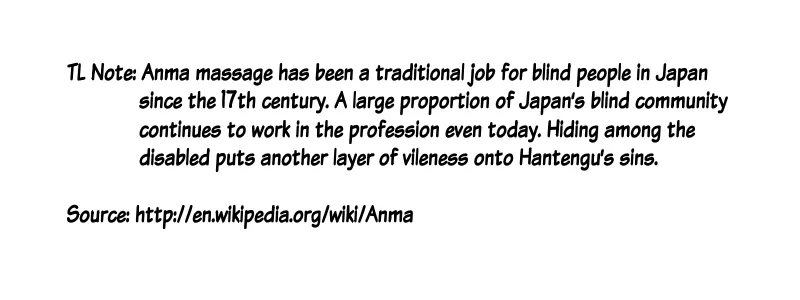 TL Note: Anma massage has been a traditional job for blind people in Japan
since the 17th century. A large proportion of Japan's blind community
continues to work in the profession even today. Hiding among the
disabled puts another layer of vileness onto Hantengu's sins.
Source: http://en.wikipedia.org/wiki/Anma